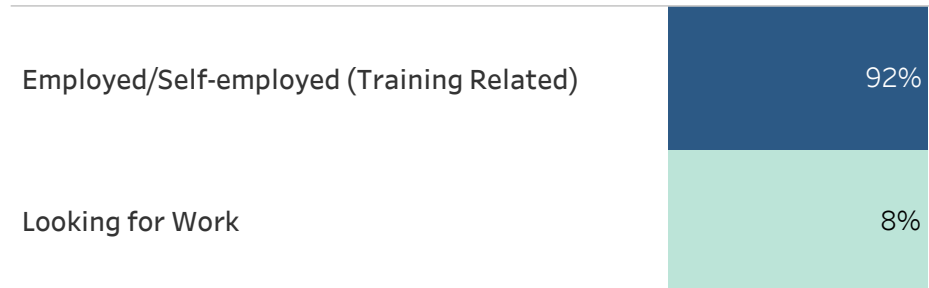 Employed/Self-employed (Training Related) 92%
Looking for Work 8%